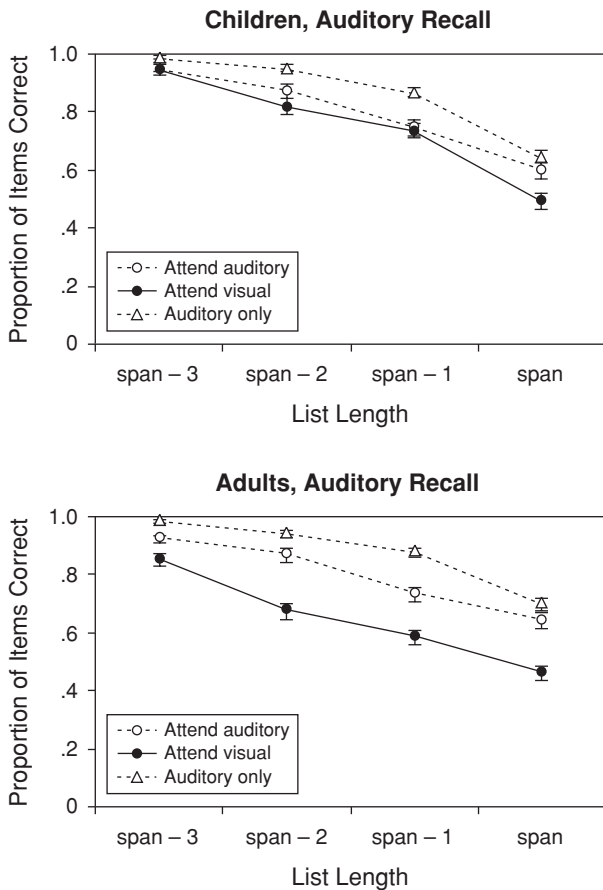 Children, Auditory Recall
Proportion of Items Correct
1.0
.8
.6
.4
.2
0
Attend auditory
Attend visual
Auditory only
span – 3 span – 2 span – 1 span
List Length
Adults, Auditory Recall
Proportion of Items Correct
1.0
.8
.6
.4
.2
0
Attend auditory
Attend visual
Auditory only
span – 3 span – 2 span – 1 span
List Length